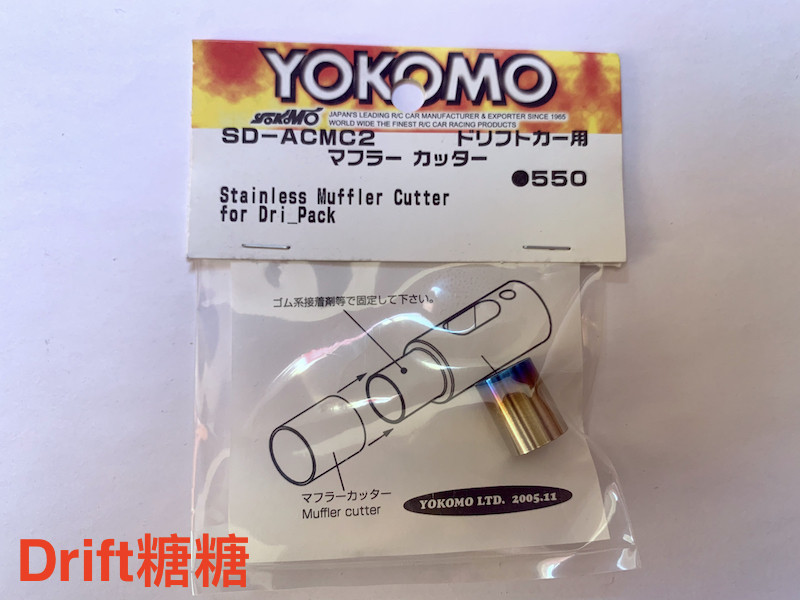 YOKOMO
YOKOMO
JAPAN'S LEADING R/C CAR MANUFACTURER & EXPORTER SINCE 1965
WORLD WIDE THE FINEST R/C CAR RACING PRODUCTS
SD-ACMC2 ドリフトカー用
マフラー カッター
●550
Stainless Muffler Cutter
for Dri_Pack
ゴム系接着剤等で固定して下さい。
マフラーカッター
Muffler cutter
YOKOMO LTD. 2005.11
Drift糖糖